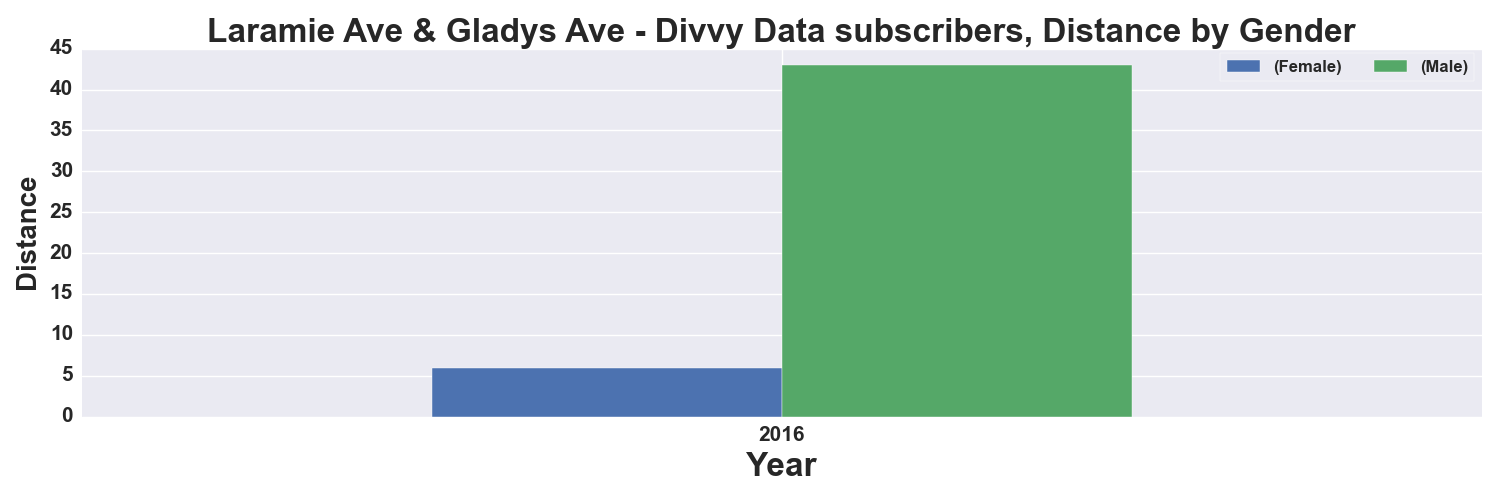 Laramie Ave & Gladys Ave - Divvy Data subscribers, Distance by Gender
(Female) (Male)
45
40
35
30
25
20
15
10
5
0
Distance
2016
Year